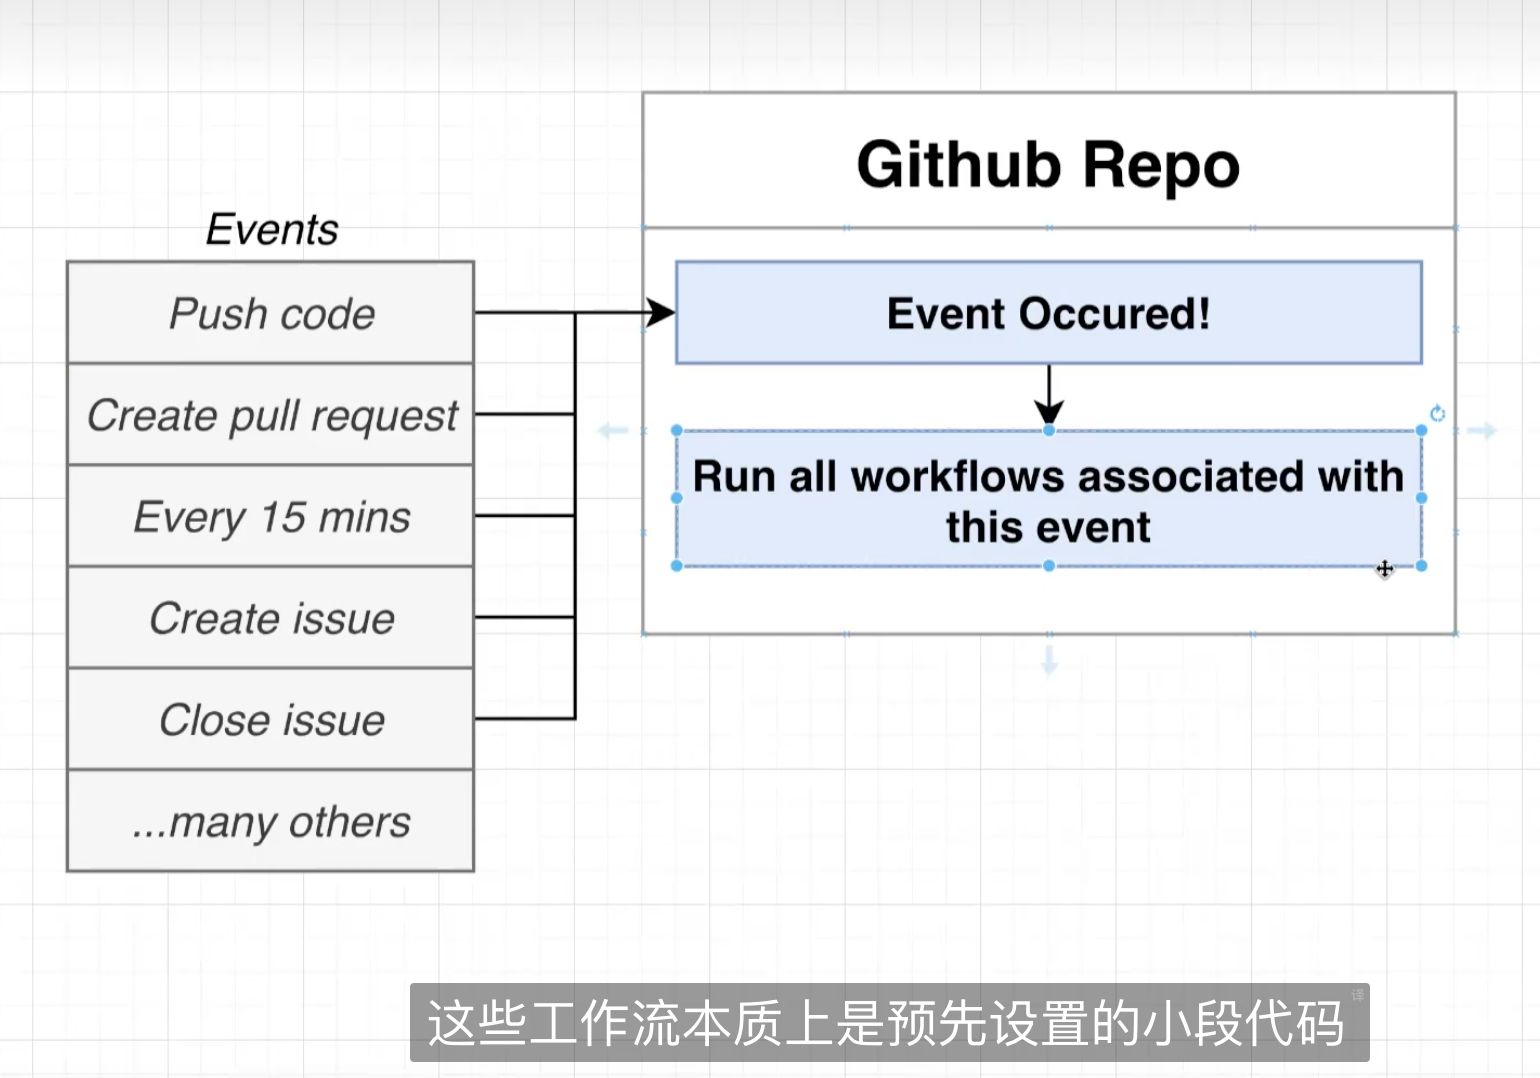 Github Repo
Events
Push code
Create pull request
Every 15 mins
Create issue
Close issue
...many others
Event Occured!
Run all workflows associated with
this event
这些工作流本质上是预先设置的小段代码
译